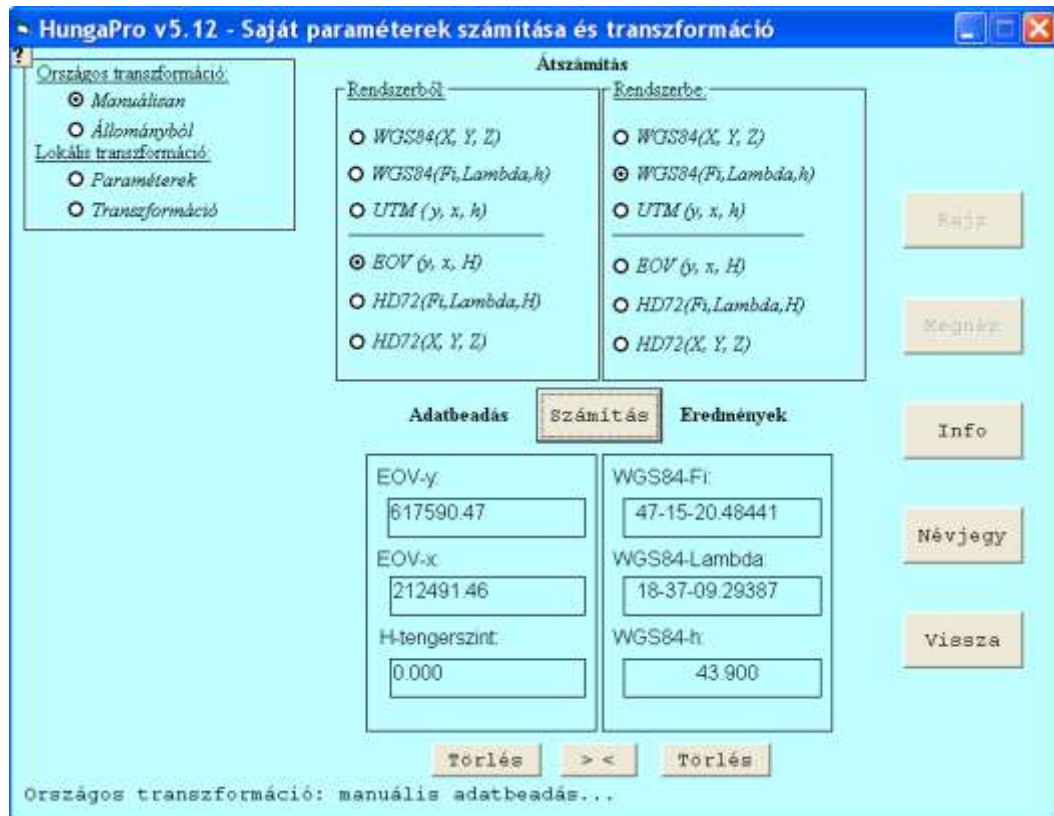 HungaPro v5.12 - Saját paraméterek számítása és transzformáció
?
Országos transzformáció:
Manuálisan
Állományból
Lokális transzformáció:
Paraméterek
Transzformáció
Átszámítás
Rendszerből:
WGS84(X, Y, Z)
WGS84(Fi,Lambda,h)
UTM ( y, x, h)
EOV (y, x, H)
HD72(Fi,Lambda,H)
HD72(X, Y, Z)
Rendszerbe:
WGS84(X, Y, Z)
WGS84(Fi,Lambda,h)
UTM (y, x, h)
EOV (y, x, H)
HD72(Fi,Lambda,H)
HD72(X, Y, Z)
Adatbeadás
Számítás
Eredmények
EOV-y:
617590.47
EOV-x:
212491.46
H-tengerszint:
0.000
WGS84-Fi:
47-15-20.48441
WGS84-Lambda:
18-37-09.29387
WGS84-h:
43.900
Törlés
> <
Törlés
Rajz
Megnéz
Info
Névjegy
Vissza
Országos transzformáció: manuális adatbeadás...